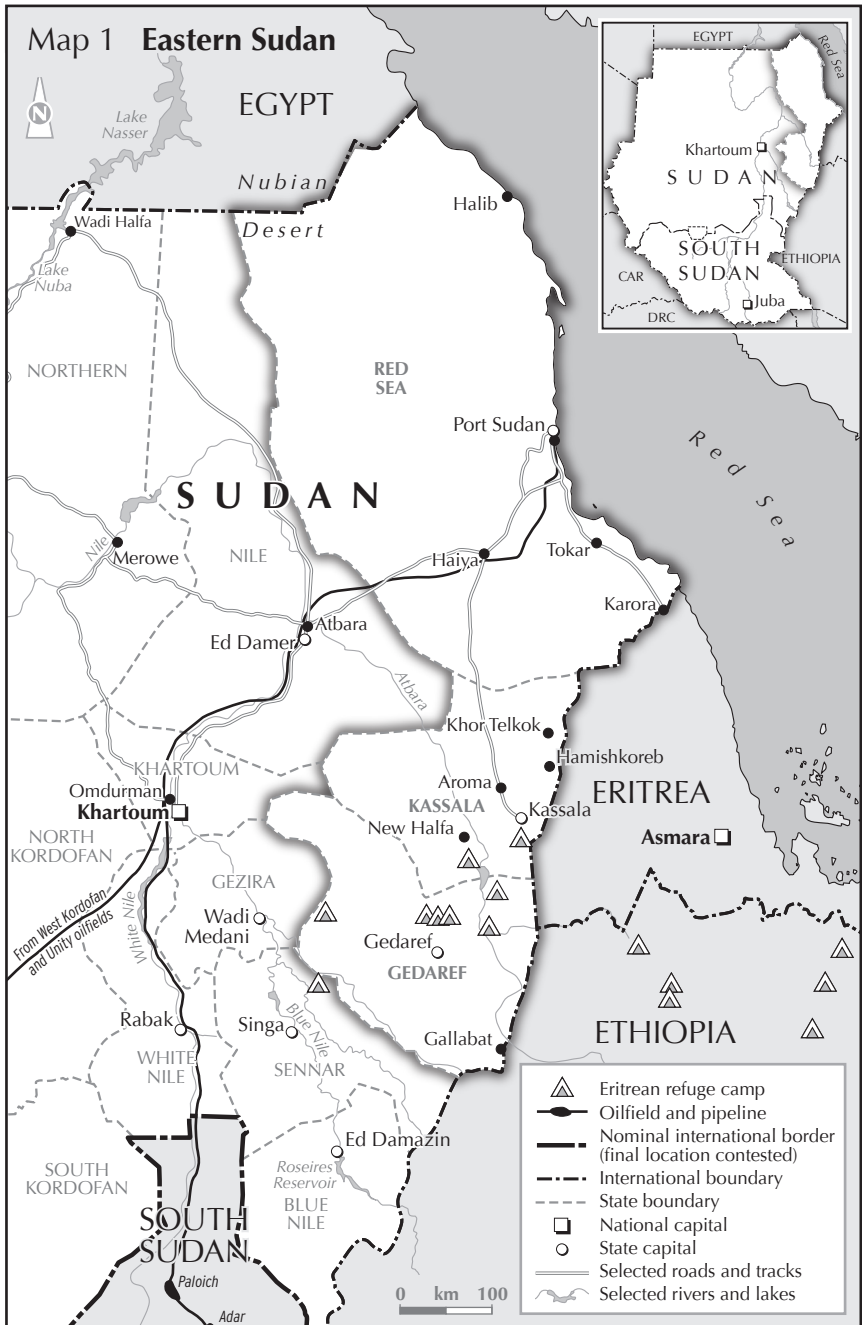 Map 1 Eastern Sudan
N
Lake
Nasser
EGYPT
Nubian
Desert
Halib
Wadi Halfa
Lake
Nuba
NORTHERN
RED
SEA
Port Sudan
Red Sea
SUDAN
Nile
Merowe
NILE
Haiya
Tokar
Karora
Atbara
Ed Damer
Atbara
Khor Telkok
Hamishkoreb
KHARTOUM
Omdurman
Khartoum
Aroma
KASSALA
Kassala
ERITREA
New Halfa
Asmara
NORTH
KORDOFAN
GEZIRA
From West Kordofan
and Unity oilfields
White Nile
Wadi
Medani
Gedaref
GEDAREF
Rabak
Singa
Blue Nile
Gallabat
ETHIOPIA
WHITE
NILE
SENNAR
Ed Damazin
SOUTH
KORDOFAN
Roseires
Reservoir
BLUE
NILE
SOUTH
SUDAN
Paloich
Adar
0 km 100
EGYPT
Red Sea
Khartoum
SUDAN
SOUTH
SUDAN
ETHIOPIA
CAR
Juba
DRC
Eritrean refuge camp
Oilfield and pipeline
Nominal international border
(final location contested)
International boundary
State boundary
National capital
State capital
Selected roads and tracks
Selected rivers and lakes